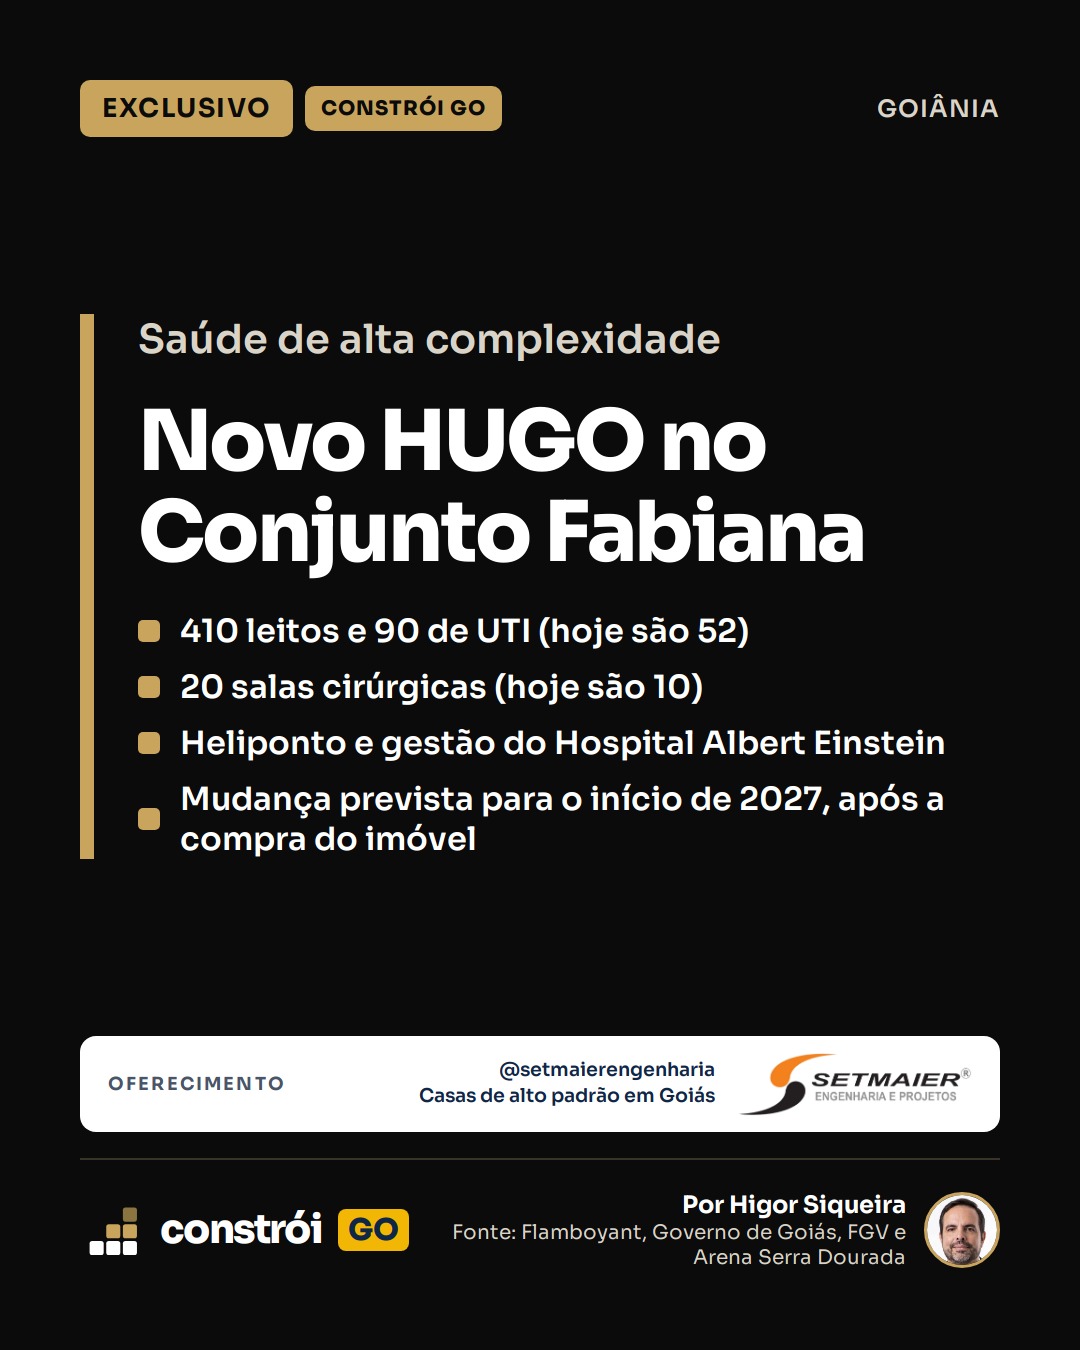 EXCLUSIVO
CONSTRÓI GO
GOIÂNIA
Saúde de alta complexidade
Novo HUGO no
Conjunto Fabiana
410 leitos e 90 de UTI (hoje são 52)
20 salas cirúrgicas (hoje são 10)
Heliponto e gestão do Hospital Albert Einstein
Mudança prevista para o início de 2027, após a
compra do imóvel
OFERECIMENTO
@setmaierengenharia
Casas de alto padrão em Goiás
SETMAIER®
ENGENHARIA E PROJETOS
constrói GO
Por Higor Siqueira
Fonte: Flamboyant, Governo de Goiás, FGV e
Arena Serra Dourada